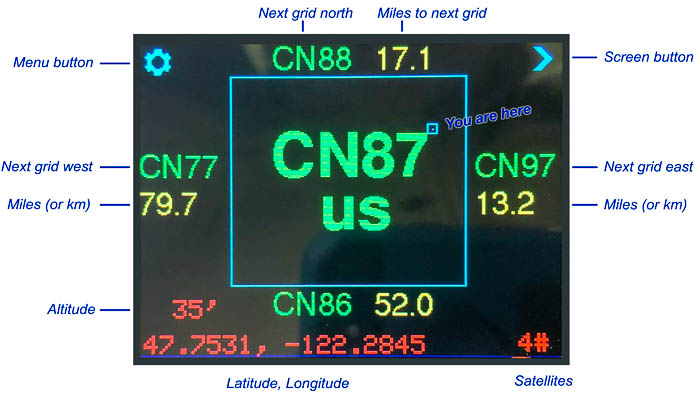 Next grid north Miles to next grid
Menu button CN88 17.1 Screen button
You are here
CN87
us
Next grid west CN77 CN97 Next grid east
Miles (or km) 79.7 13.2 Miles (or km)
Altitude 35' CN86 52.0
47.7531, -122.2845 4#
Latitude, Longitude Satellites